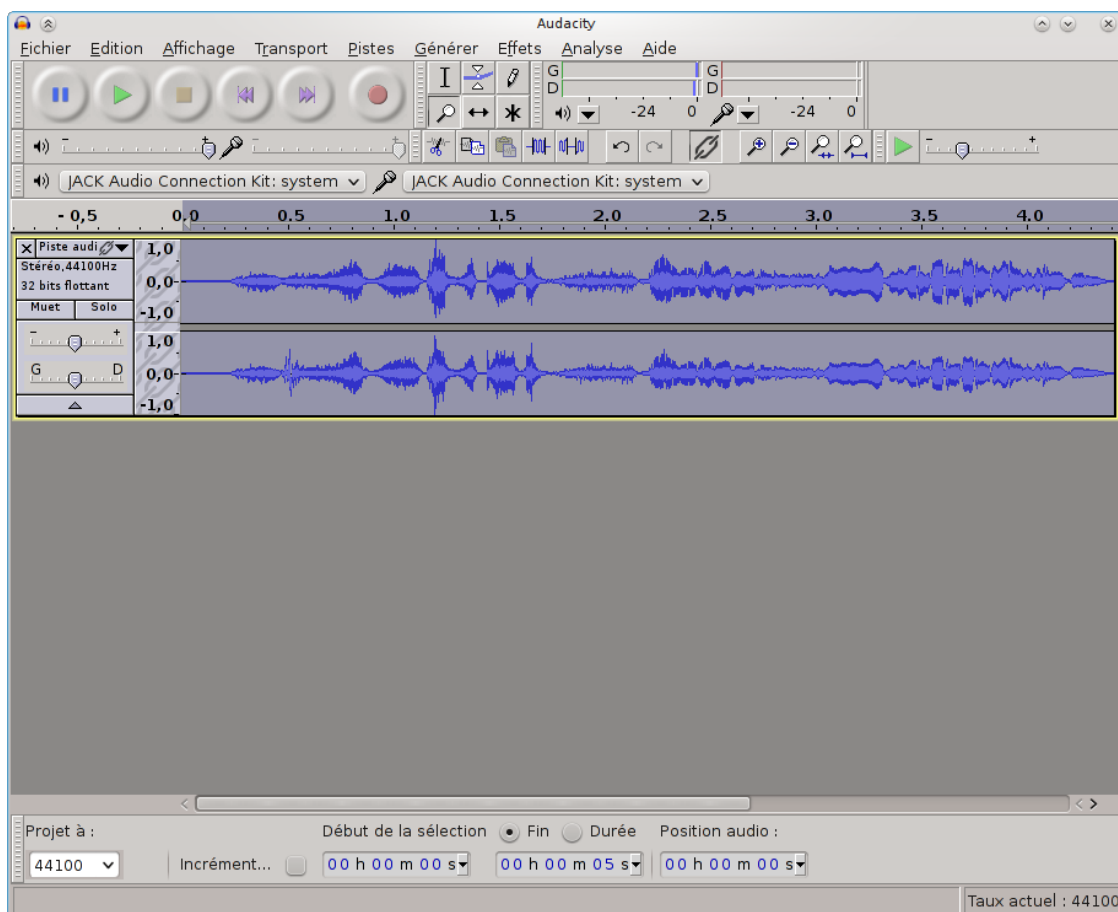 Audacity
Fichier Edition Affichage Transport Pistes Générer Effets Analyse Aide
G
D
-24 0
G
D
-24 0
- +
- +
- +
JACK Audio Connection Kit: system
JACK Audio Connection Kit: system
- 0,5 0,0 0.5 1.0 1.5 2.0 2.5 3.0 3.5 4.0
Piste audi
Stéréo,44100Hz
32 bits flottant
Muet Solo
- +
G D
1,0
0,0
-1,0
1,0
0,0
-1,0
Projet à : Début de la sélection Fin Durée Position audio :
44100 Incrément... 00 h 00 m 00 s 00 h 00 m 05 s 00 h 00 m 00 s
Taux actuel : 44100